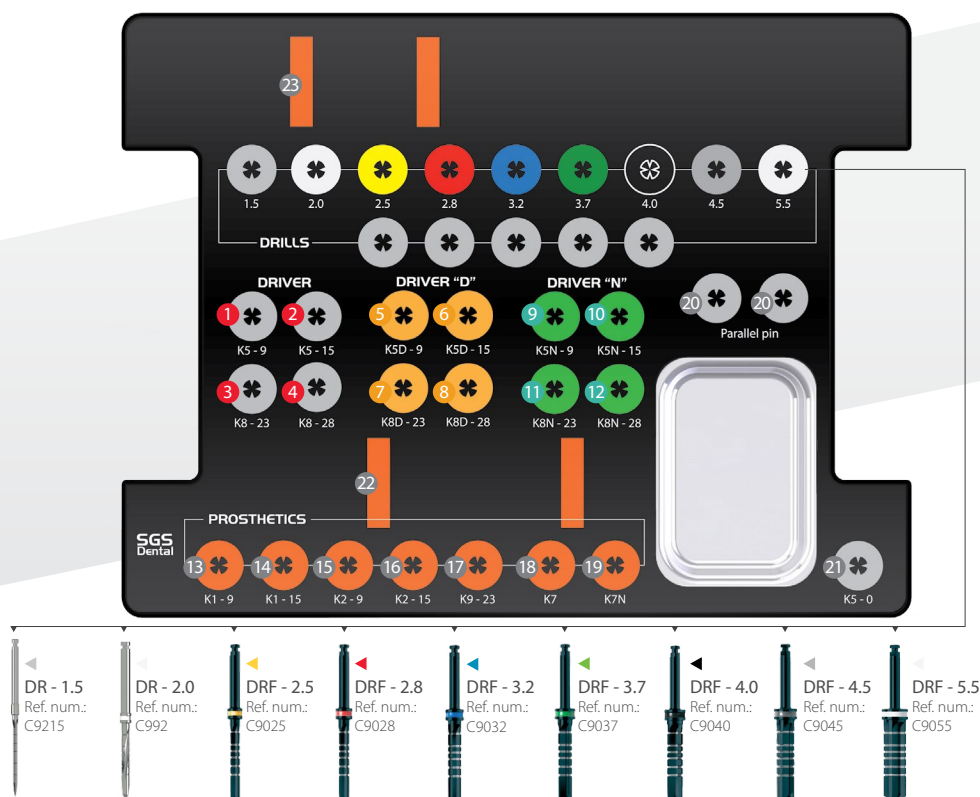 23
1.5 2.0 2.5 2.8 3.2 3.7 4.0 4.5 5.5
DRILLS
DRIVER DRIVER "D" DRIVER "N"
1 2 5 6 9 10 20 20
K5 - 9 K5 - 15 K5D - 9 K5D - 15 K5N - 9 K5N - 15 Parallel pin
3 4 7 8 11 12
K8 - 23 K8 - 28 K8D - 23 K8D - 28 K8N - 23 K8N - 28
22
PROSTHETICS
SGS
Dental
13 14 15 16 17 18 19 21
K1 - 9 K1 - 15 K2 - 9 K2 - 15 K9 - 23 K7 K7N K5 - 0
DR - 1.5
Ref. num.:
C9215
DR - 2.0
Ref. num.:
C992
DRF - 2.5
Ref. num.:
C9025
DRF - 2.8
Ref. num.:
C9028
DRF - 3.2
Ref. num.:
C9032
DRF - 3.7
Ref. num.:
C9037
DRF - 4.0
Ref. num.:
C9040
DRF - 4.5
Ref. num.:
C9045
DRF - 5.5
Ref. num.:
C9055